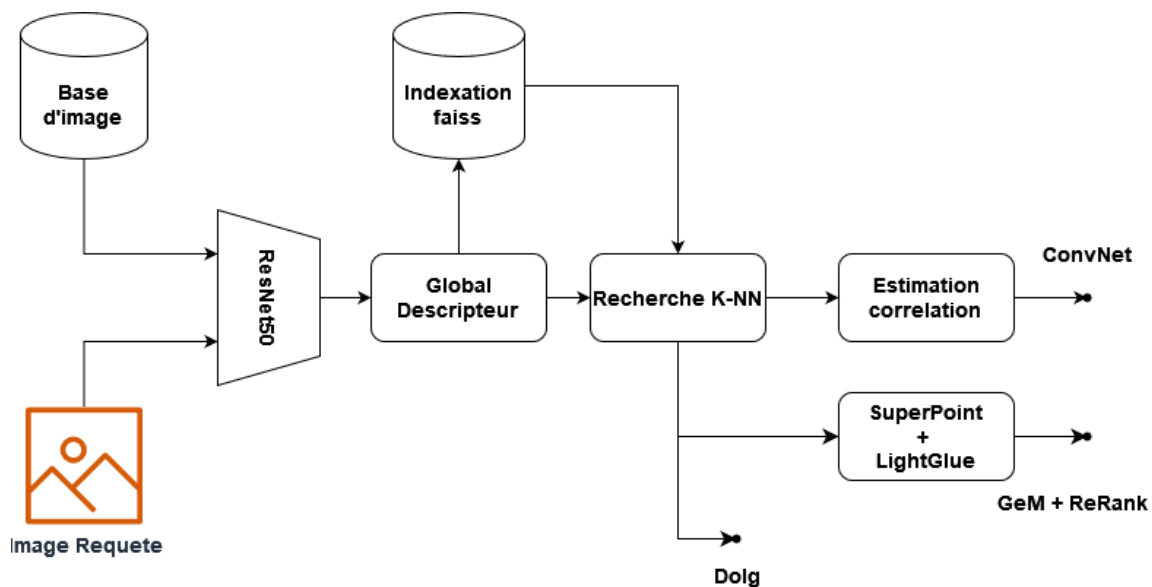 Base
d'image
Indexation
faiss
ResNet50
Global
Descripteur
Recherche K-NN
Estimation
correlation
ConvNet
SuperPoint
+
LightGlue
GeM + ReRank
Image Requete
Dolg